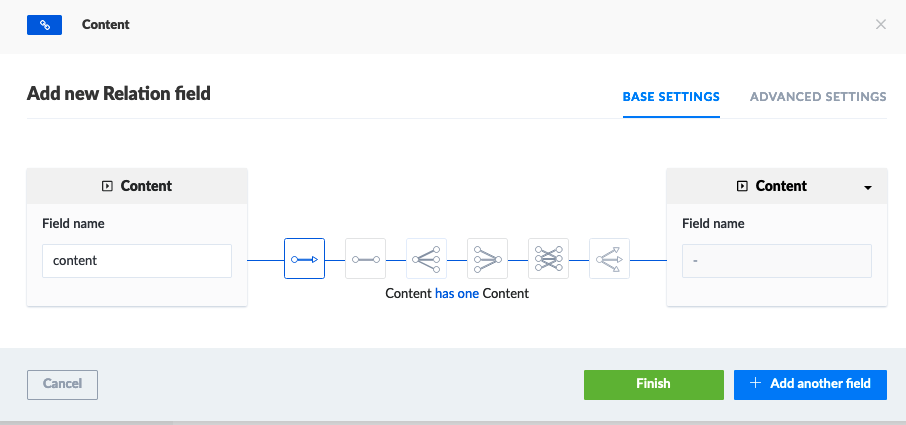 Content
Add new Relation field
BASE SETTINGS
ADVANCED SETTINGS
Content
Field name
content
Content has one Content
Content
Field name
-
Cancel
Finish
+ Add another field